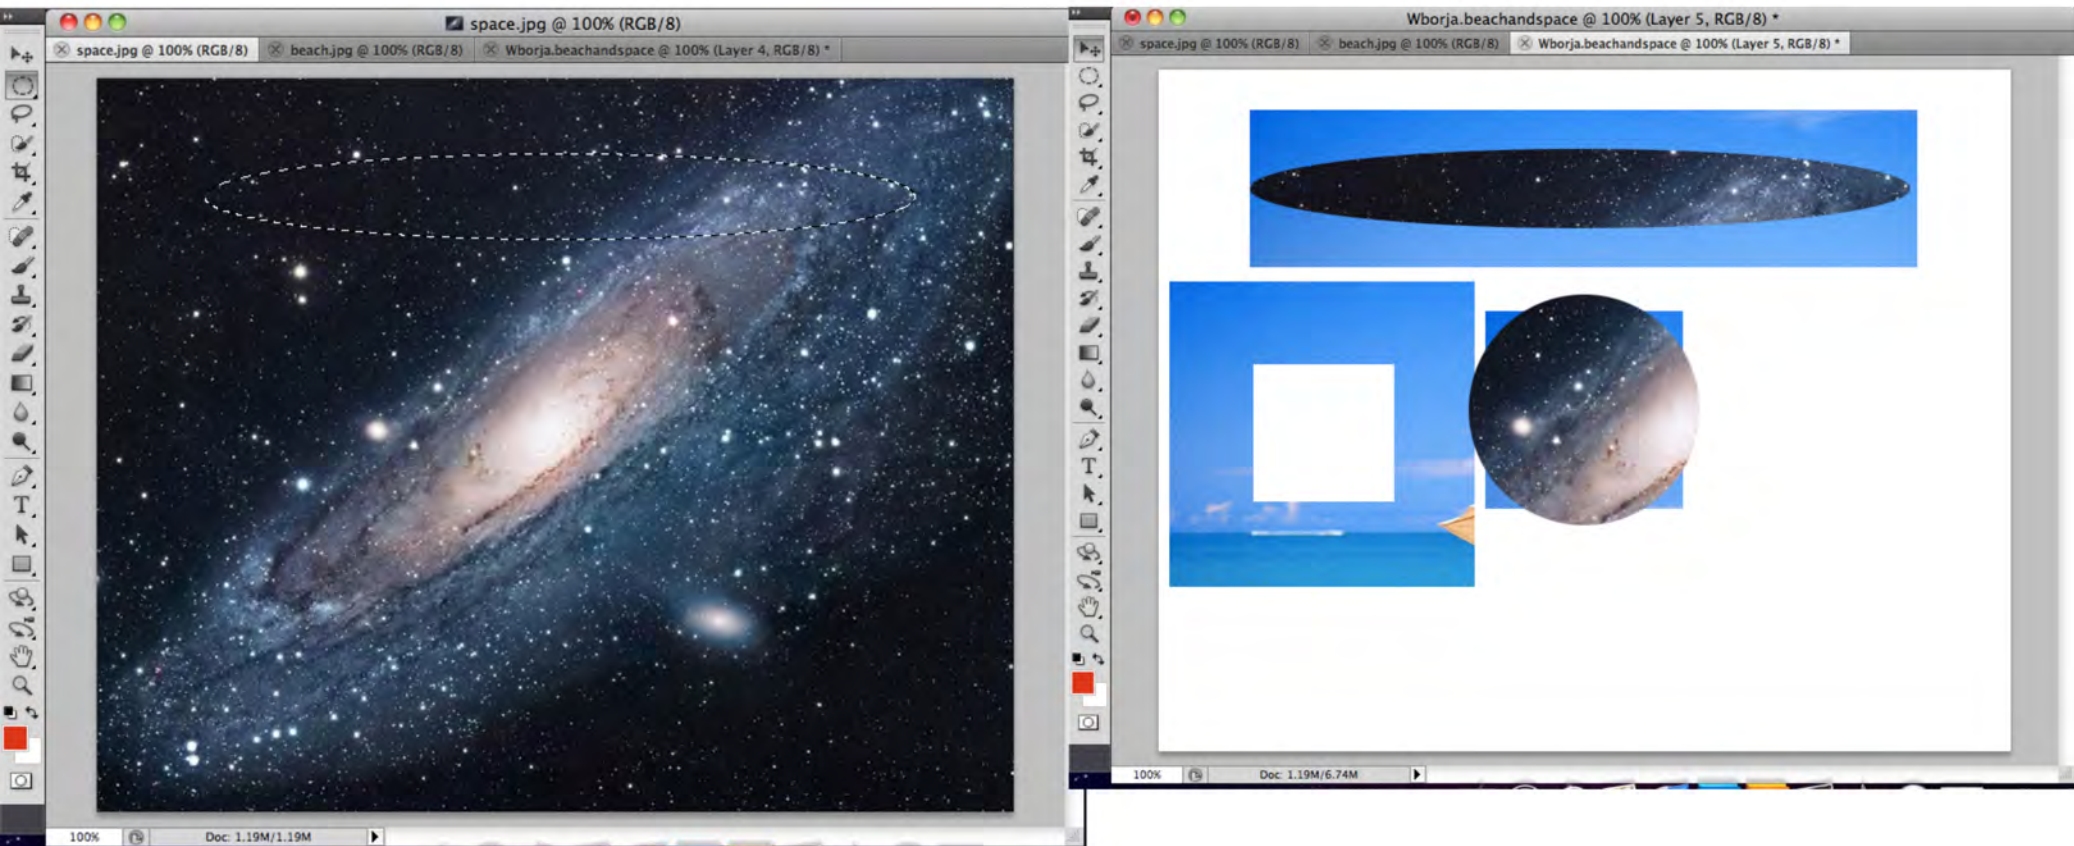 space.jpg @ 100% (RGB/8)
space.jpg @ 100% (RGB/8)
beach.jpg @ 100% (RGB/8)
Wborja.beachandspace @ 100% (Layer 4, RGB/8) *
T
100%
Doc: 1.19M/1.19M
Wborja.beachandspace @ 100% (Layer 5, RGB/8) *
space.jpg @ 100% (RGB/8)
beach.jpg @ 100% (RGB/8)
Wborja.beachandspace @ 100% (Layer 5, RGB/8) *
T
100%
Doc: 1.19M/6.74M